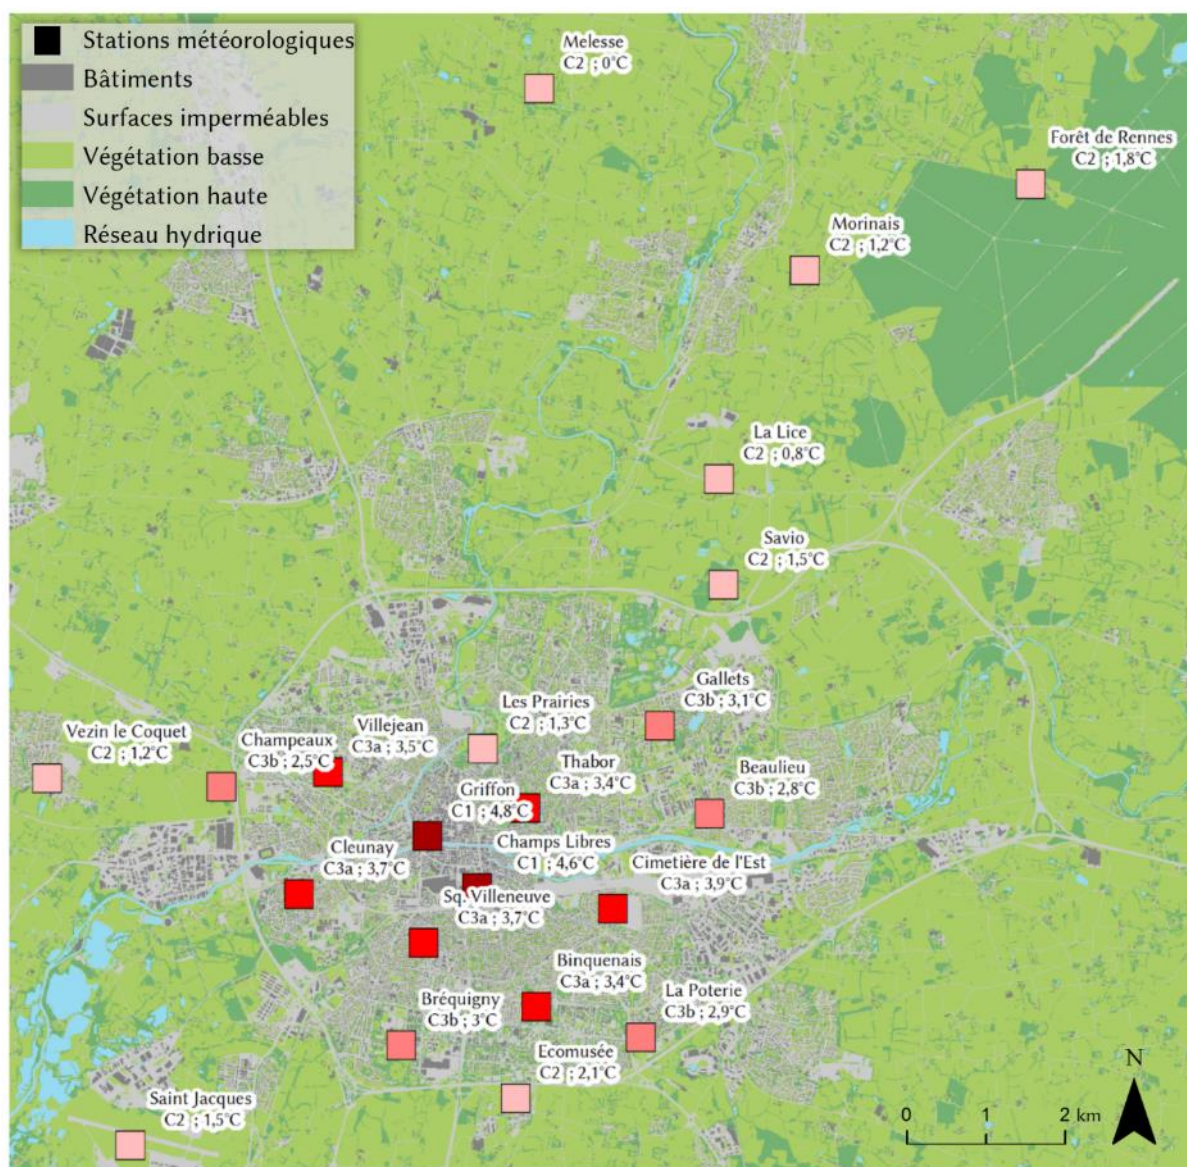 Stations météorologiques
Bâtiments
Surfaces imperméables
Végétation basse
Végétation haute
Réseau hydrique
Melesse
C2 ; 0°C
Forêt de Rennes
C2 ; 1,8°C
Morinais
C2 ; 1,2°C
La Lice
C2 ; 0,8°C
Savio
C2 ; 1,5°C
Gallets
C3b ; 3,1°C
Les Prairies
C2 ; 1,3°C
Villejean
C3a ; 3,5°C
Vezin le Coquet
C2 ; 1,2°C
Champeaux
C3b ; 2,5°C
Thabor
C3a ; 3,4°C
Beaulieu
C3b ; 2,8°C
Griffon
C1 ; 4,8°C
Champs Libres
C1 ; 4,6°C
Cleunay
C3a ; 3,7°C
Cimetière de l'Est
C3a ; 3,9°C
Sq. Villeneuve
C3a ; 3,7°C
Binquenais
C3a ; 3,4°C
La Poterie
C3b ; 2,9°C
Bréquigny
C3b ; 3°C
Ecomusée
C2 ; 2,1°C
Saint Jacques
C2 ; 1,5°C
N
0 1 2 km